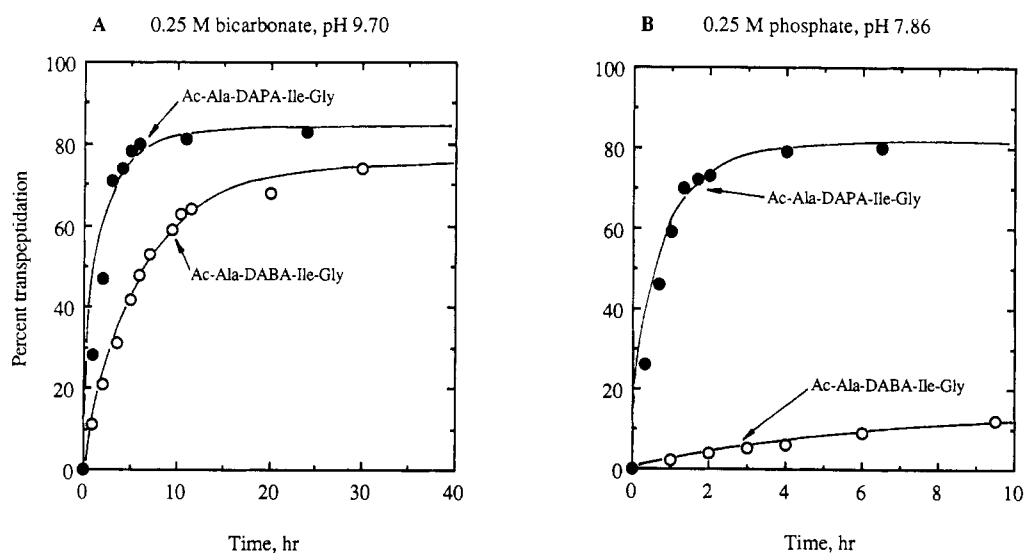 A 0.25 M bicarbonate, pH 9.70
100
80
60
40
20
0
Percent transpeptidation
Ac-Ala-DAPA-Ile-Gly
Ac-Ala-DABA-Ile-Gly
0 10 20 30 40
Time, hr
B 0.25 M phosphate, pH 7.86
100
80
60
40
20
0
Ac-Ala-DAPA-Ile-Gly
Ac-Ala-DABA-Ile-Gly
0 2 4 6 8 10
Time, hr